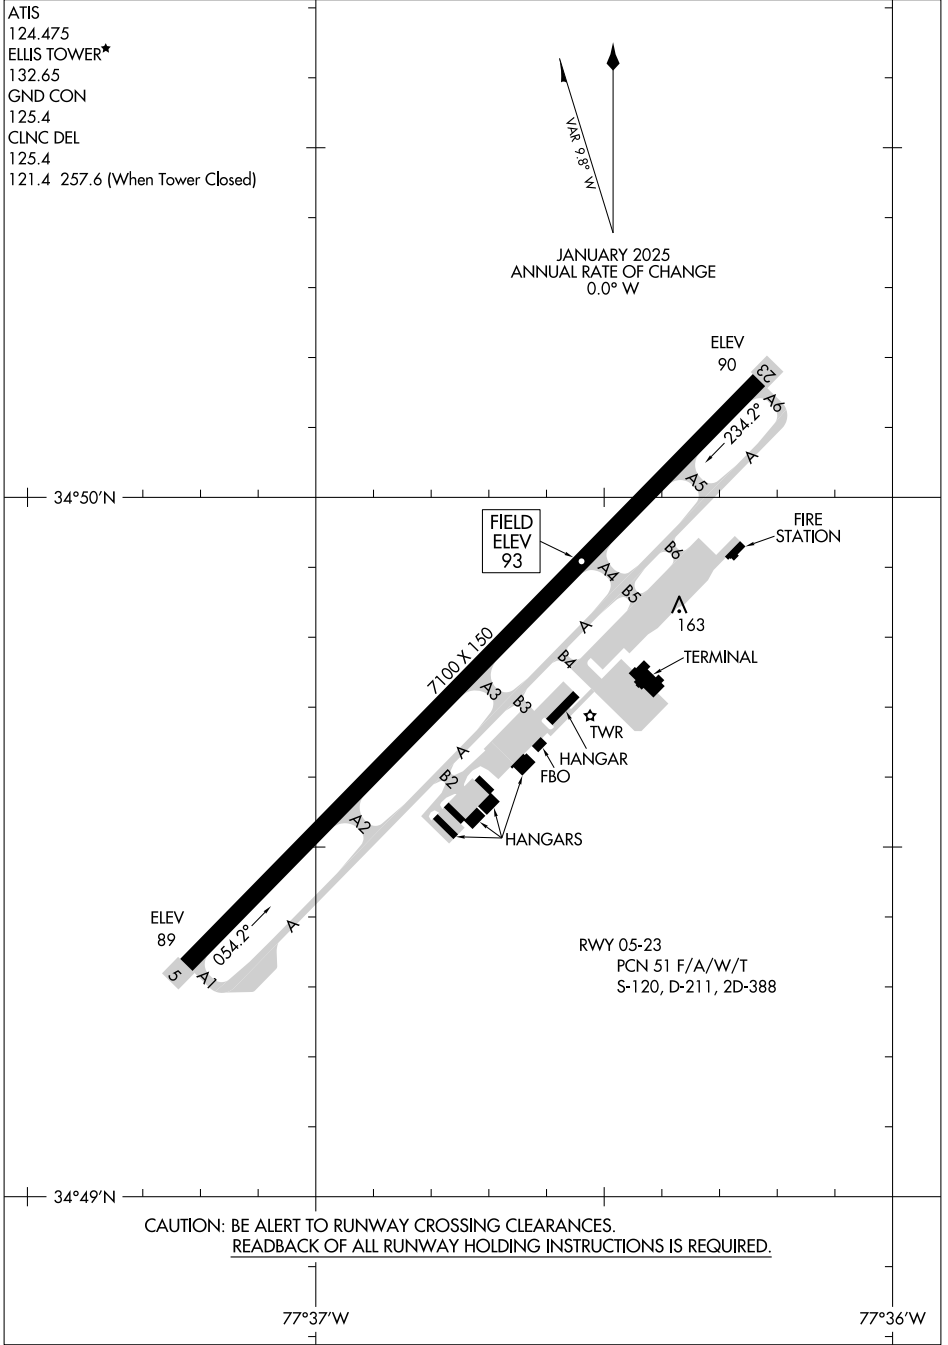 ATIS
124.475
ELLIS TOWER★
132.65
GND CON
125.4
CLNC DEL
125.4
121.4 257.6 (When Tower Closed)
VAR 9.8° W
JANUARY 2025
ANNUAL RATE OF CHANGE
0.0° W
ELEV
90
23
A6
234.2°
A
A5
34°50'N
FIELD
ELEV
93
FIRE
STATION
B6
A4
B5
163
A
7100 X 150
B4
TERMINAL
A3
B3
TWR
A
HANGAR
FBO
B2
A2
HANGARS
ELEV
89
054.2°
A
5
A1
RWY 05-23
PCN 51 F/A/W/T
S-120, D-211, 2D-388
34°49'N
CAUTION: BE ALERT TO RUNWAY CROSSING CLEARANCES.
READBACK OF ALL RUNWAY HOLDING INSTRUCTIONS IS REQUIRED.
77°37'W
77°36'W